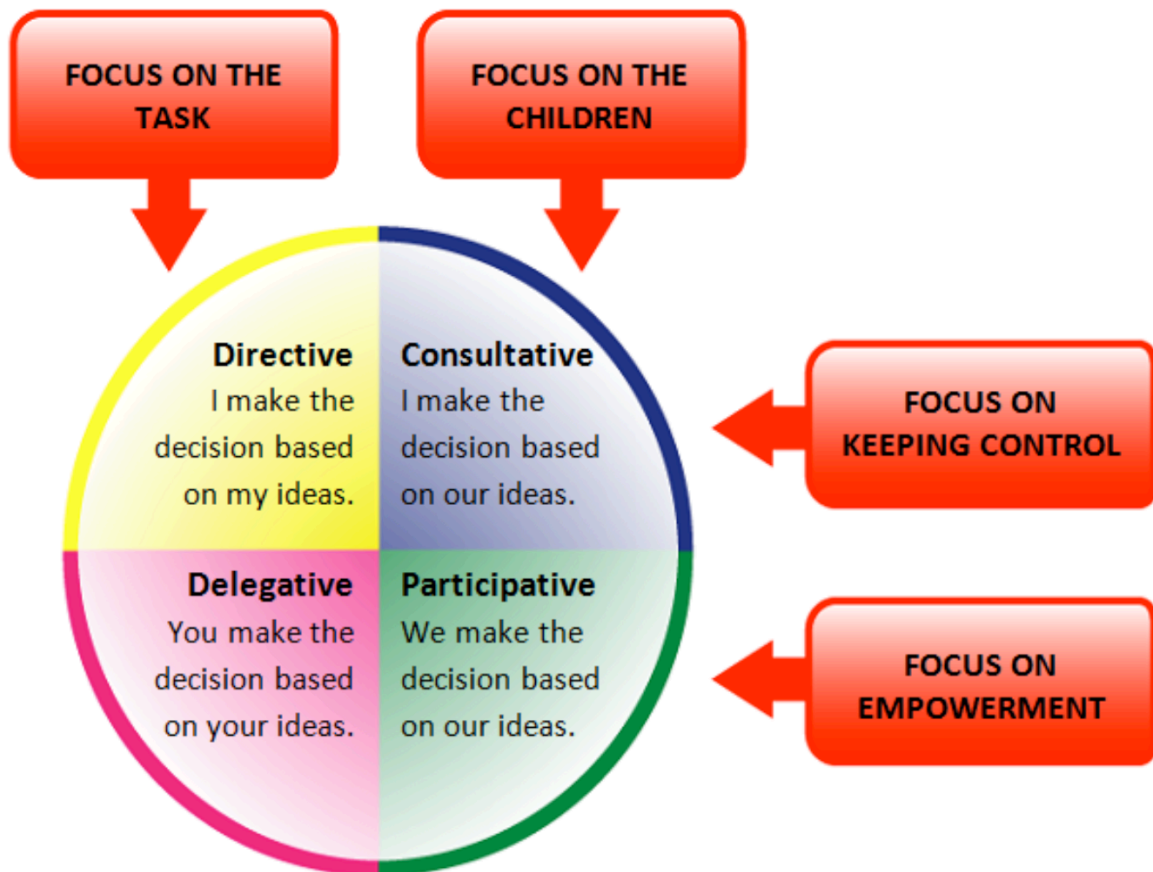 FOCUS ON THE
TASK
FOCUS ON THE
CHILDREN
Directive
I make the
decision based
on my ideas.
Consultative
I make the
decision based
on our ideas.
FOCUS ON
KEEPING CONTROL
Delegative
You make the
decision based
on your ideas.
Participative
We make the
decision based
on our ideas.
FOCUS ON
EMPOWERMENT